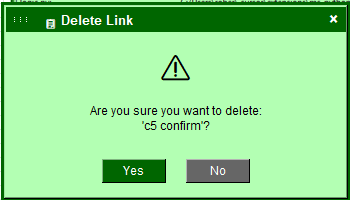 Delete Link
Are you sure you want to delete:
'c5 confirm'?
Yes
No